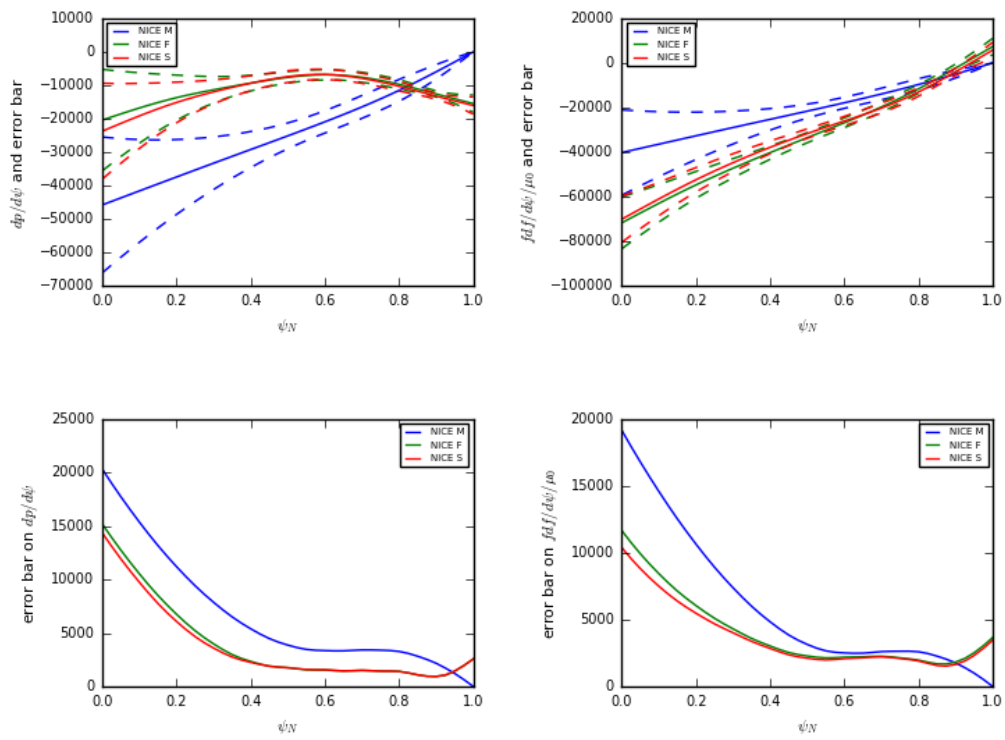 NICE M
NICE F
NICE S
10000
0
−10000
−20000
−30000
−40000
−50000
−60000
−70000
0.0 0.2 0.4 0.6 0.8 1.0
ψN
dp/dψ and error bar
NICE M
NICE F
NICE S
20000
0
−20000
−40000
−60000
−80000
−100000
0.0 0.2 0.4 0.6 0.8 1.0
ψN
fdf/dψ/μ0 and error bar
NICE M
NICE F
NICE S
25000
20000
15000
10000
5000
0
0.0 0.2 0.4 0.6 0.8 1.0
ψN
error bar on dp/dψ
NICE M
NICE F
NICE S
20000
15000
10000
5000
0
0.0 0.2 0.4 0.6 0.8 1.0
ψN
error bar on fdf/dψ/μ0